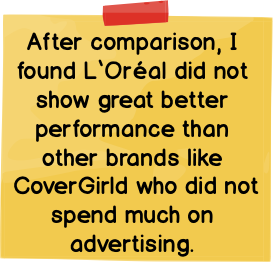 After comparison, I
found L'Oréal did not
show great better
performance than
other brands like
CoverGirld who did not
spend much on
advertising.